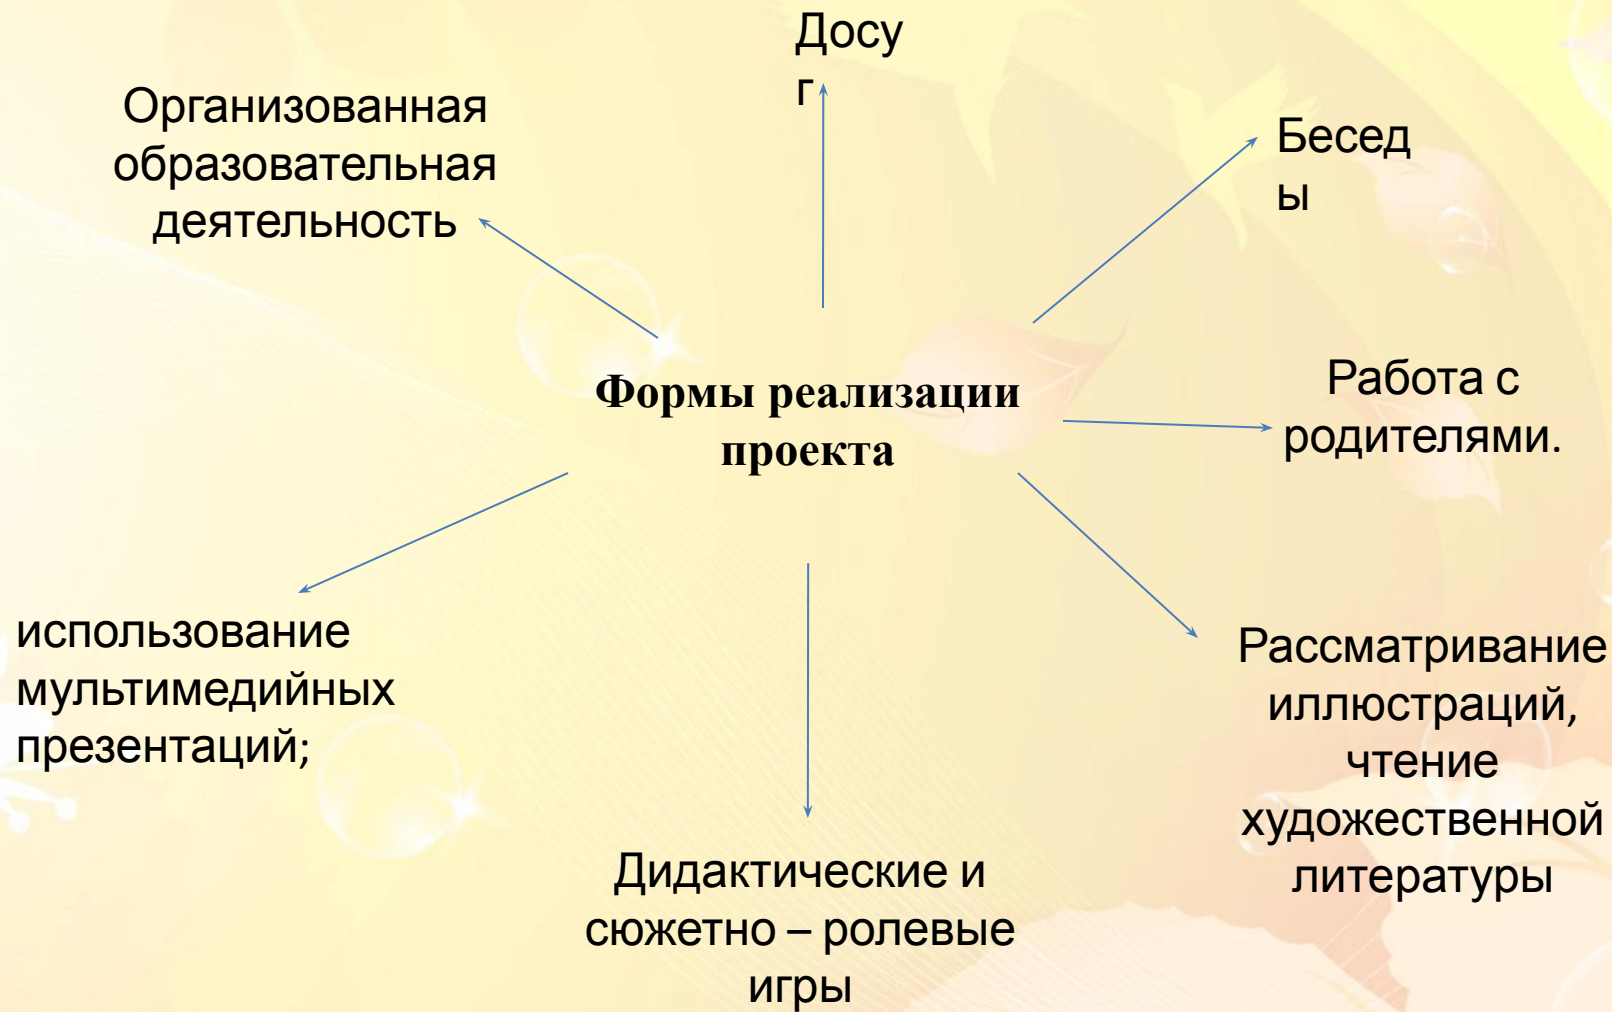 Досу
г
Организованная
образовательная
деятельность
Бесед
ы
Формы реализации
проекта
Работа с
родителями.
использование
мультимедийных
презентаций;
Рассматривание
иллюстраций,
чтение
художественной
литературы
Дидактические и
сюжетно – ролевые
игры